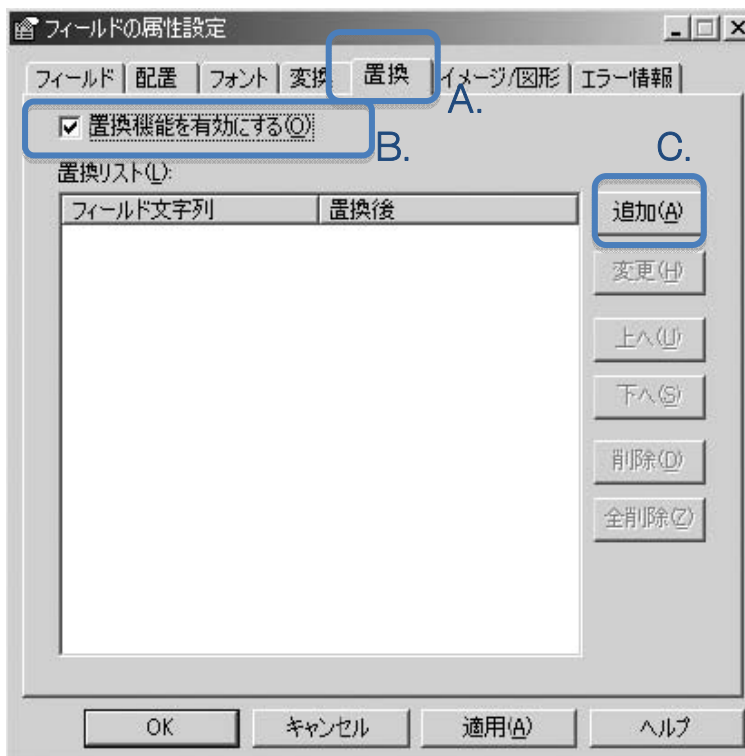 フィールドの属性設定
フィールド 配置 フォント 変換 置換 イメージ/図形 エラー情報
A.
置換機能を有効にする(O)
B.
C.
置換リスト(L):
フィールド文字列 置換後
追加(A)
変更(H)
上へ(U)
下へ(S)
削除(D)
全削除(Z)
OK キャンセル 適用(A) ヘルプ